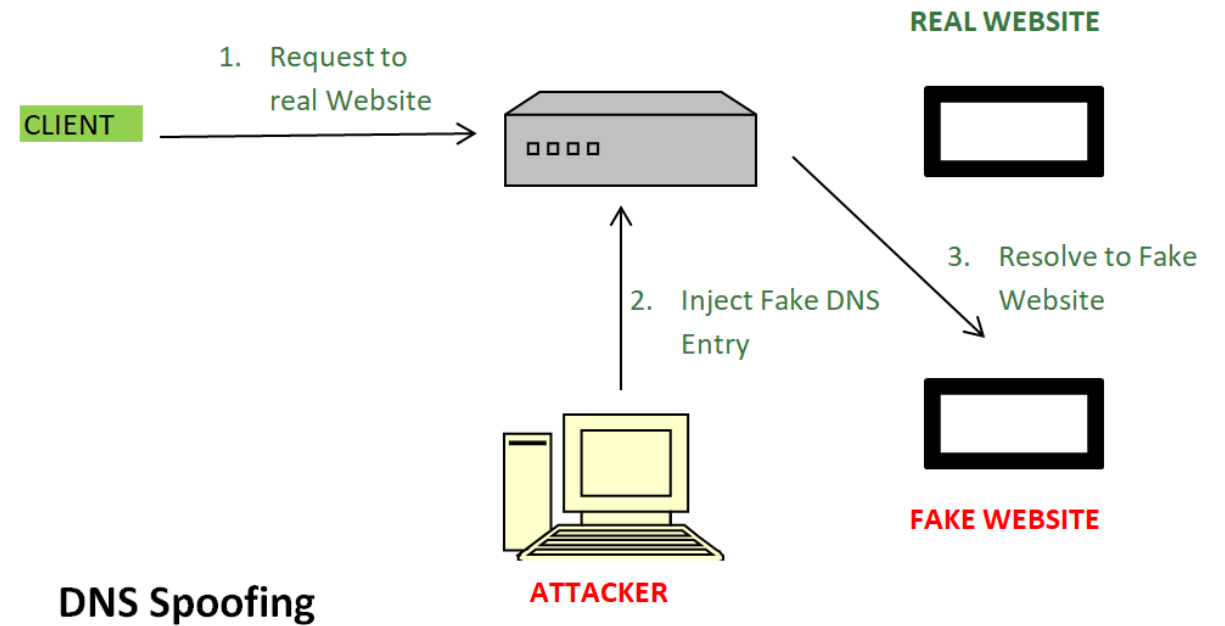 REAL WEBSITE
1. Request to
real Website
CLIENT
3. Resolve to Fake
Website
2. Inject Fake DNS
Entry
FAKE WEBSITE
ATTACKER
DNS Spoofing